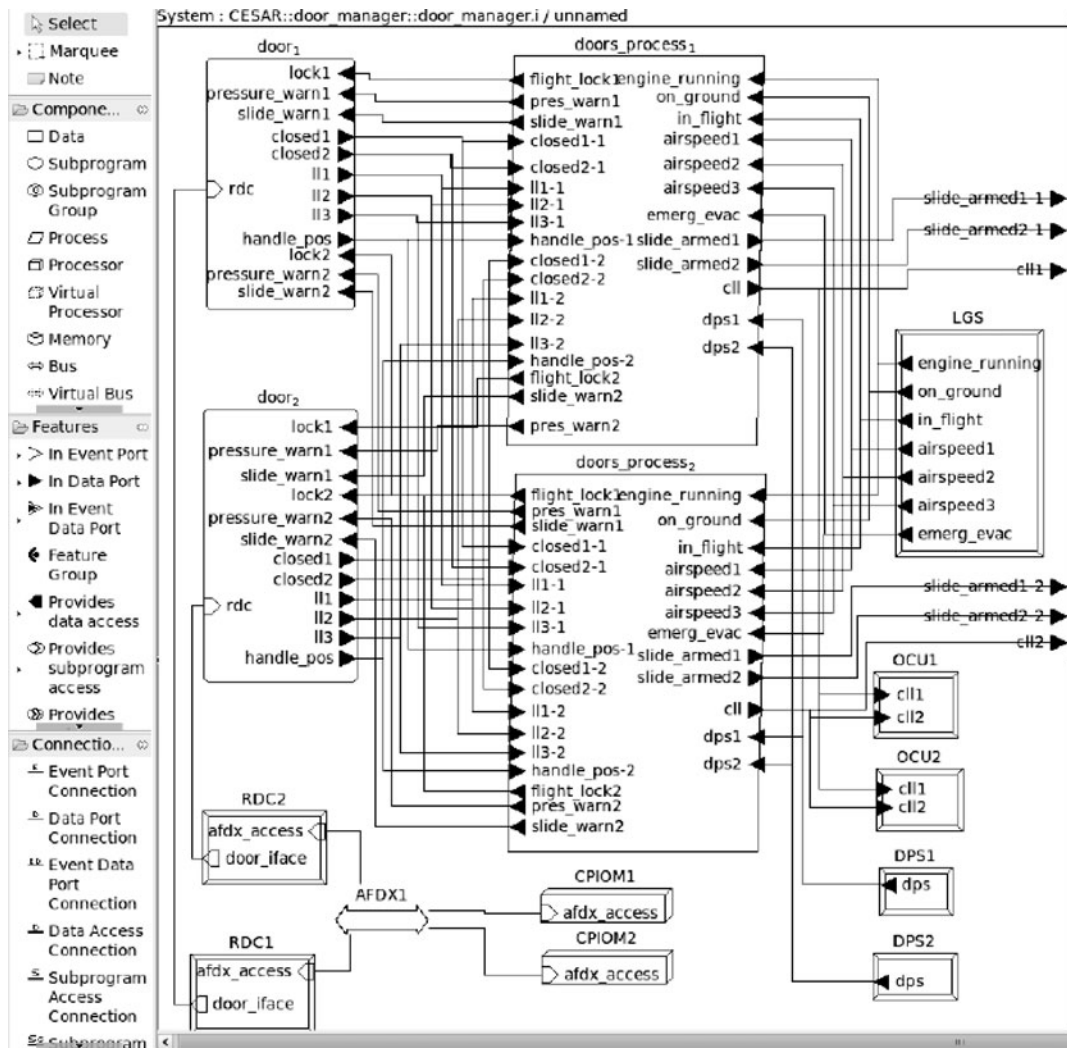 System : CESAR::door_manager::door_manager.i / unnamed
Select
Marquee
Note
Compone...
Data
Subprogram
Subprogram
Group
Process
Processor
Virtual
Processor
Memory
Bus
Virtual Bus
Features
In Event Port
In Data Port
In Event
Data Port
Feature
Group
Provides
data access
Provides
subprogram
access
Provides
Connectio...
Event Port
Connection
Data Port
Connection
Event Data
Port
Connection
Data Access
Connection
Subprogram
Access
Connection
Subprogram
door1
lock1
pressure_warn1
slide_warn1
closed1
closed2
ll1
rdc
ll2
ll3
handle_pos
lock2
pressure_warn2
slide_warn2
door2
lock1
pressure_warn1
slide_warn1
lock2
pressure_warn2
slide_warn2
closed1
closed2
rdc
ll1
ll2
ll3
handle_pos
RDC2
afdx_access
door_iface
RDC1
afdx_access
door_iface
AFDX1
doors_process1
flight_lock1
pres_warn1
slide_warn1
closed1-1
closed2-1
ll1-1
ll2-1
ll3-1
handle_pos-1
closed1-2
closed2-2
ll1-2
ll2-2
ll3-2
handle_pos-2
flight_lock2
slide_warn2
pres_warn2
engine_running
on_ground
in_flight
airspeed1
airspeed2
airspeed3
emerg_evac
slide_armed1
slide_armed2
cll
dps1
dps2
doors_process2
flight_lock1
pres_warn1
slide_warn1
closed1-1
closed2-1
ll1-1
ll2-1
ll3-1
handle_pos-1
closed1-2
closed2-2
ll1-2
ll2-2
ll3-2
handle_pos-2
flight_lock2
pres_warn2
slide_warn2
engine_running
on_ground
in_flight
airspeed1
airspeed2
airspeed3
emerg_evac
slide_armed1
slide_armed2
cll
dps1
dps2
CPIOM1
afdx_access
CPIOM2
afdx_access
slide_armed1-1
slide_armed2-1
cll1
LGS
engine_running
on_ground
in_flight
airspeed1
airspeed2
airspeed3
emerg_evac
slide_armed1-2
slide_armed2-2
cll2
OCU1
cll1
cll2
OCU2
cll1
cll2
DPS1
dps
DPS2
dps